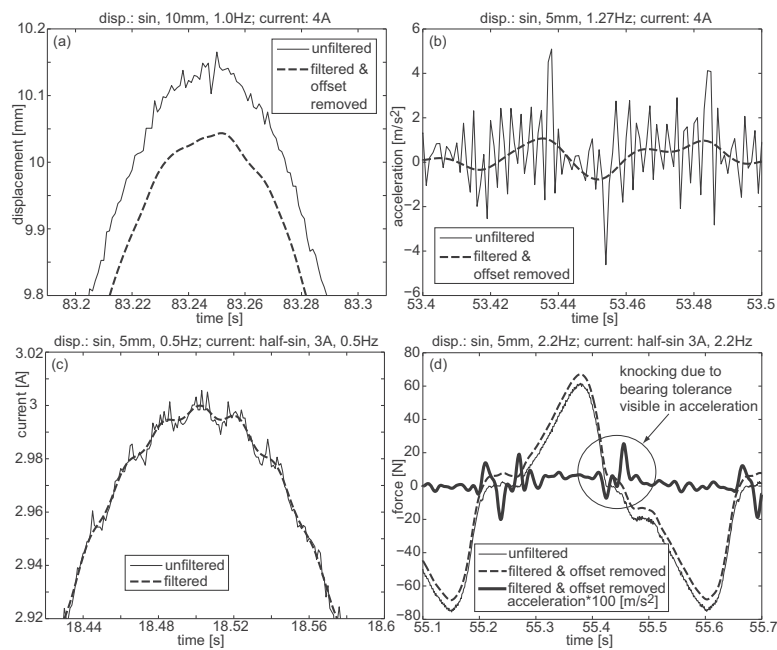 disp.: sin, 10mm, 1.0Hz; current: 4A
(a)
unfiltered
filtered &
offset
removed
displacement [mm]
10.2
10.1
10
9.9
9.8
83.2
83.22
83.24
83.26
83.28
83.3
time [s]
disp.: sin, 5mm, 1.27Hz; current: 4A
(b)
acceleration [m/s2]
6
4
2
0
−2
−4
−6
unfiltered
filtered &
offset removed
53.4
53.42
53.44
53.46
53.48
53.5
time [s]
disp.: sin, 5mm, 0.5Hz; current: half-sin, 3A, 0.5Hz
(c)
current [A]
3.02
3
2.98
2.96
2.94
2.92
unfiltered
filtered
18.44
18.48
18.52
18.56
18.6
time [s]
disp.: sin, 5mm, 2.2Hz; current: half-sin 3A, 2.2Hz
(d)
knocking due to
bearing tolerance
visible in acceleration
force [N]
80
60
40
20
0
−20
−40
−60
−80
unfiltered
filtered & offset removed
filtered & offset removed
acceleration*100 [m/s2]
55.1
55.2
55.3
55.4
55.5
55.6
55.7
time [s]